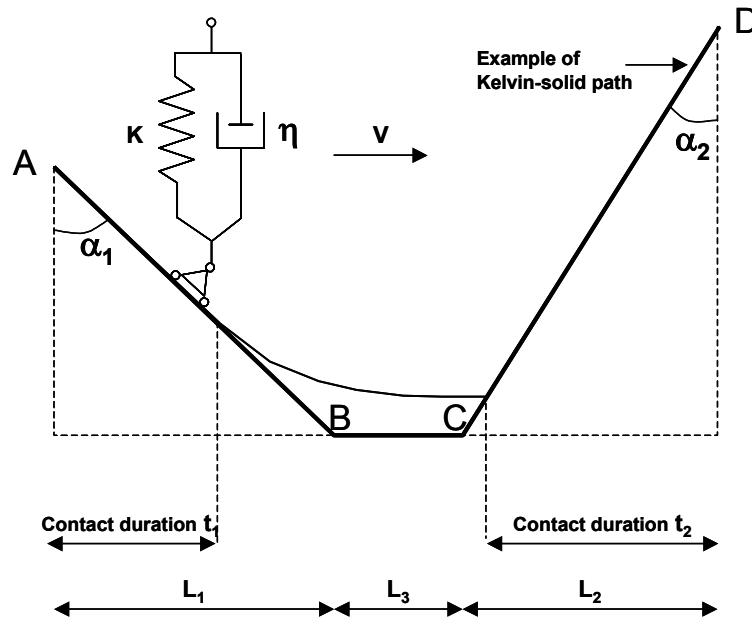 D
Example of
Kelvin-solid path
κ
η
V
A
α₂
α₁
B
C
Contact duration t₁
Contact duration t₂
L₁
L₃
L₂